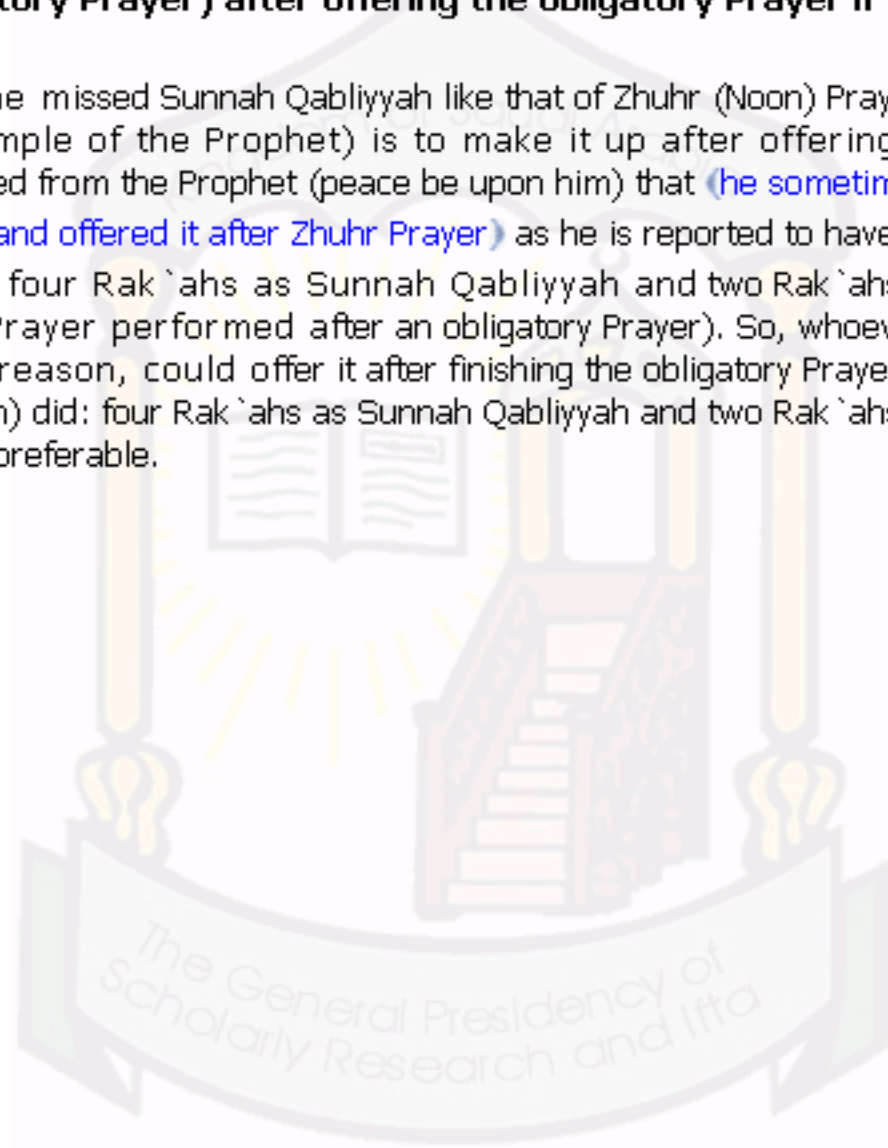 tory Prayer) after offering the obligatory Prayer if
ne missed Sunnah Qabliyyah like that of Zhuhr (Noon) Pray
mple of the Prophet) is to make it up after offering
ed from the Prophet (peace be upon him) that (he sometim
and offered it after Zhuhr Prayer) as he is reported to have
four Rak`ahs as Sunnah Qabliyyah and two Rak`ahs
Prayer performed after an obligatory Prayer). So, whoev
reason, could offer it after finishing the obligatory Praye
n) did: four Rak`ahs as Sunnah Qabliyyah and two Rak`ahs
preferable.
The General Presidency of
Scholarly Research and Ifta